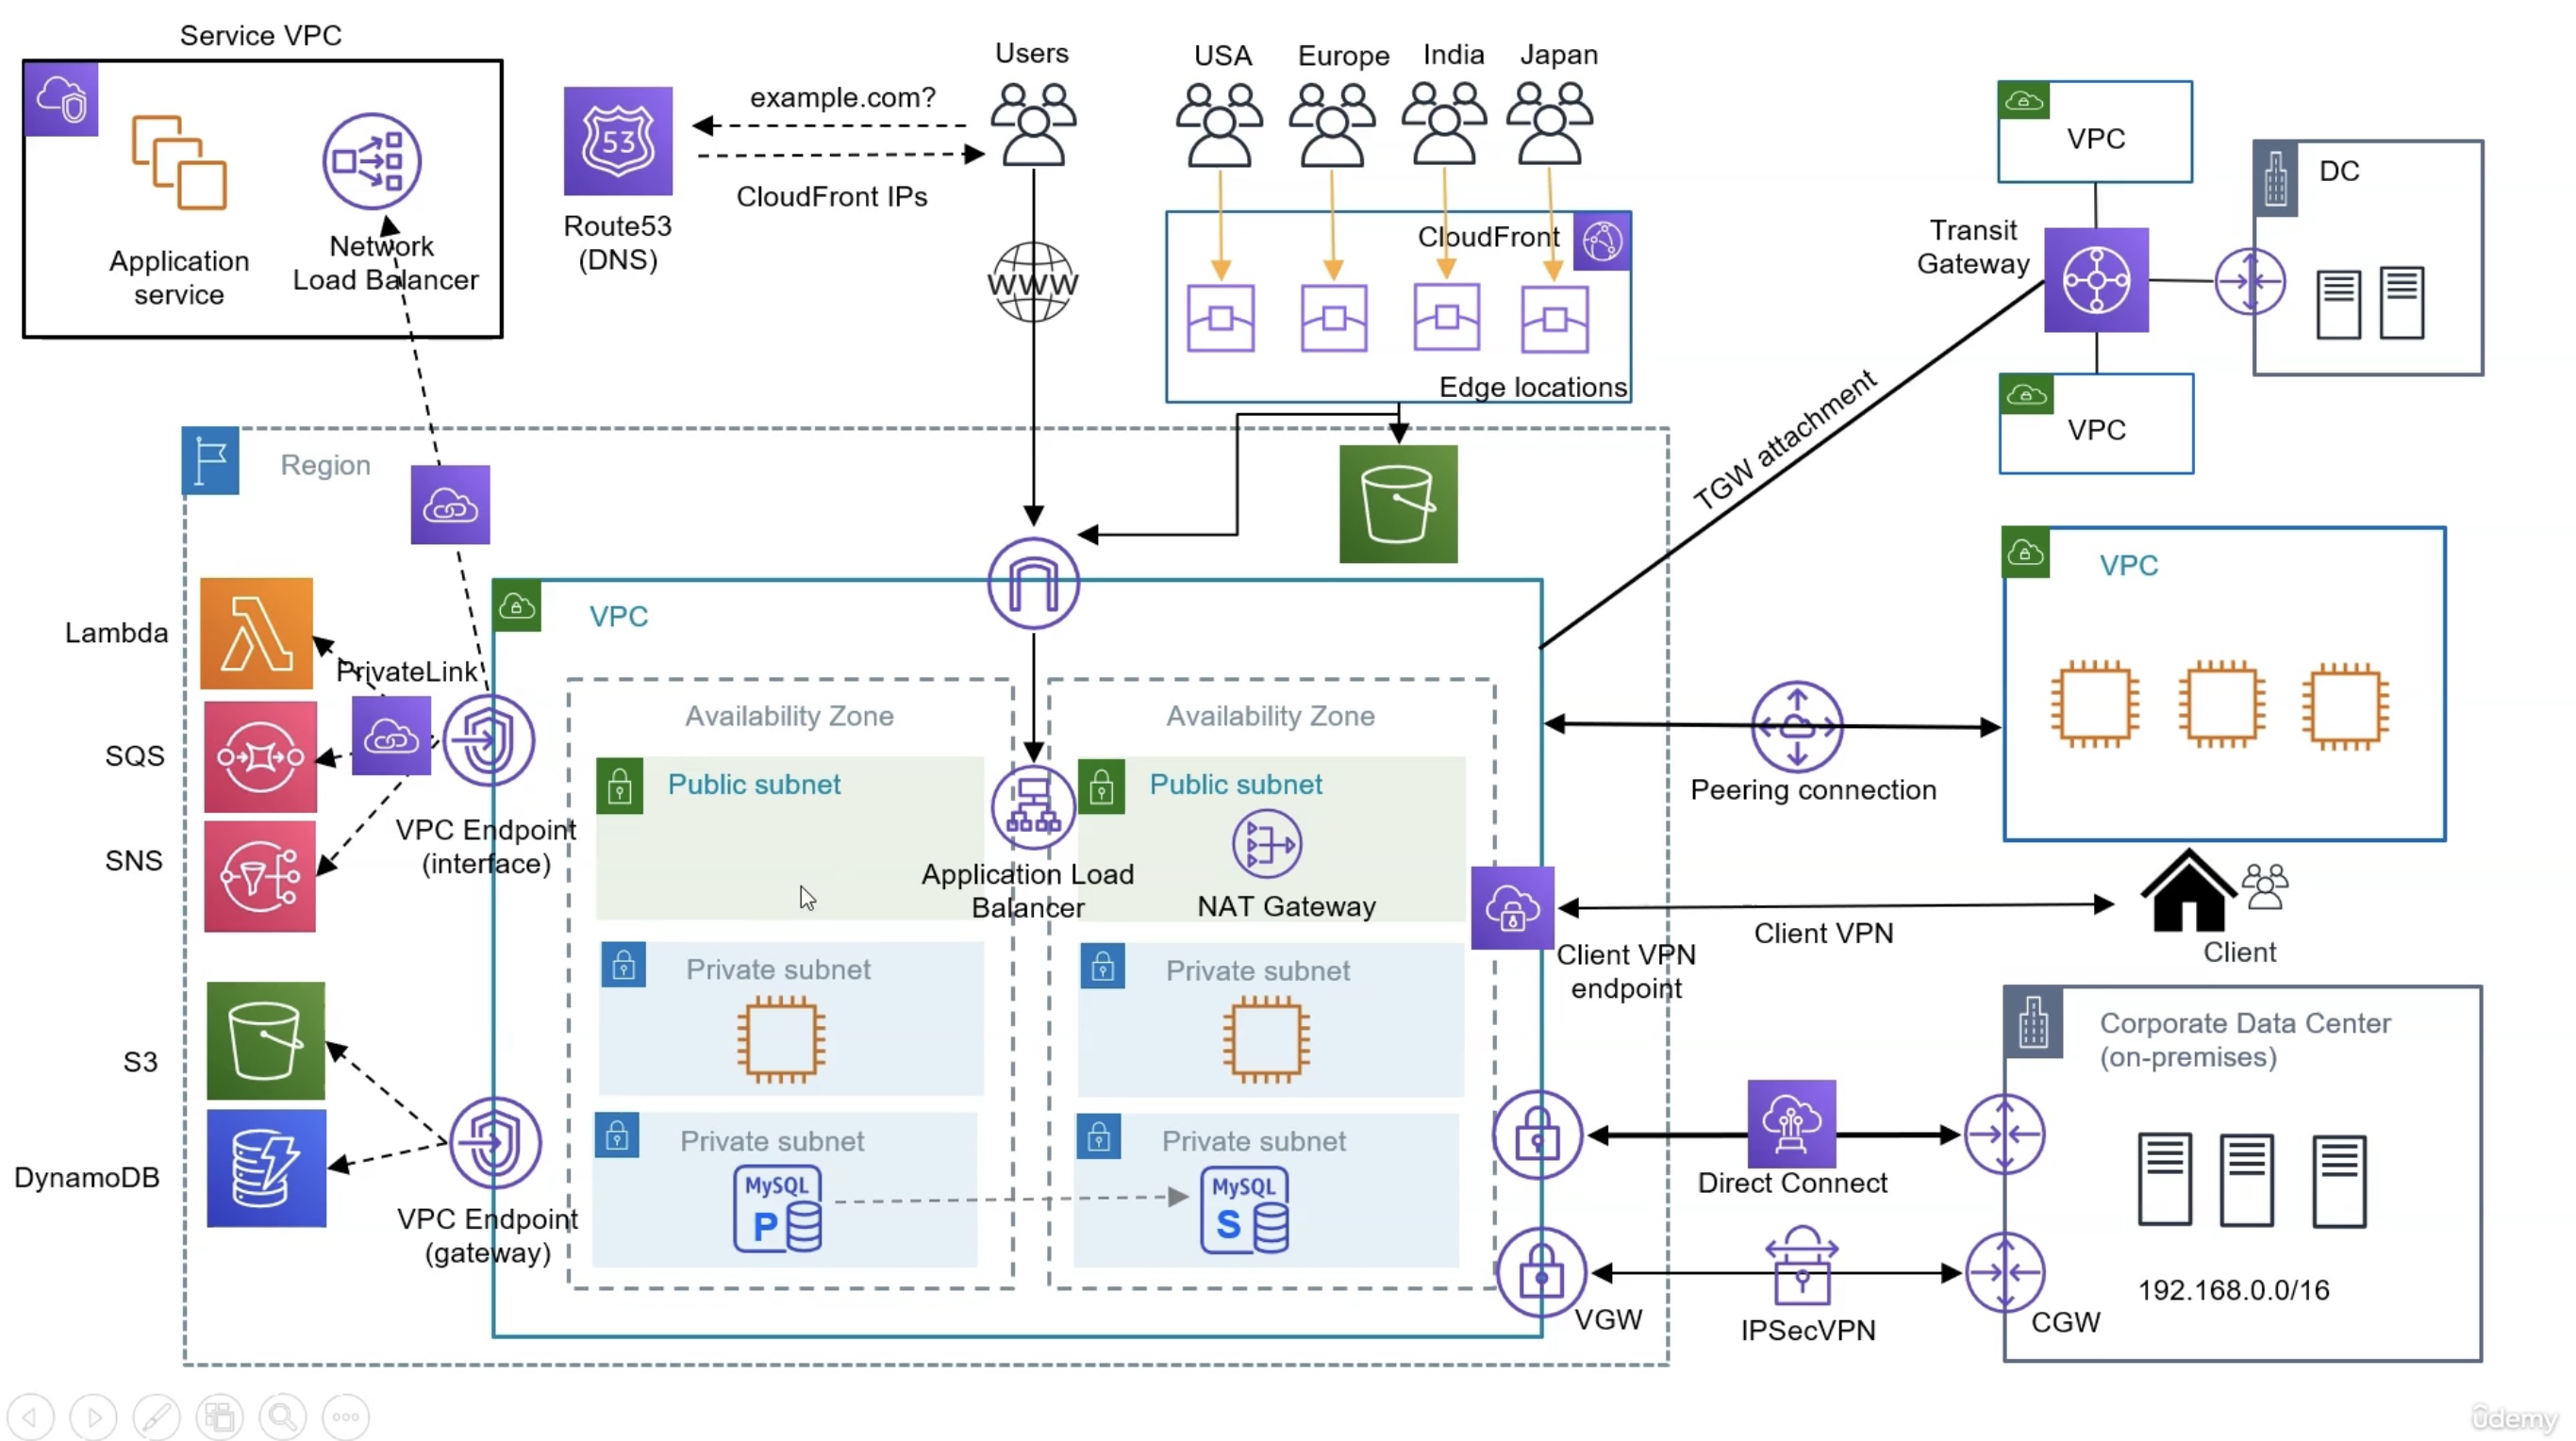 Service VPC
Application
service
Network
Load Balancer
53
Route53
(DNS)
example.com?
CloudFront IPs
Users
WWW
USA
Europe
India
Japan
CloudFront
Edge locations
VPC
DC
Transit
Gateway
VPC
TGW attachment
Region
Lambda
PrivateLink
SQS
SNS
VPC Endpoint
(interface)
S3
DynamoDB
VPC Endpoint
(gateway)
VPC
Availability Zone
Availability Zone
Public subnet
Public subnet
Application Load
Balancer
NAT Gateway
Private subnet
Private subnet
Private subnet
Private subnet
MySQL
P
MySQL
S
VPC
Peering connection
Client VPN
endpoint
Client VPN
Client
Corporate Data Center
(on-premises)
Direct Connect
192.168.0.0/16
VGW
IPSecVPN
CGW
ûdemy